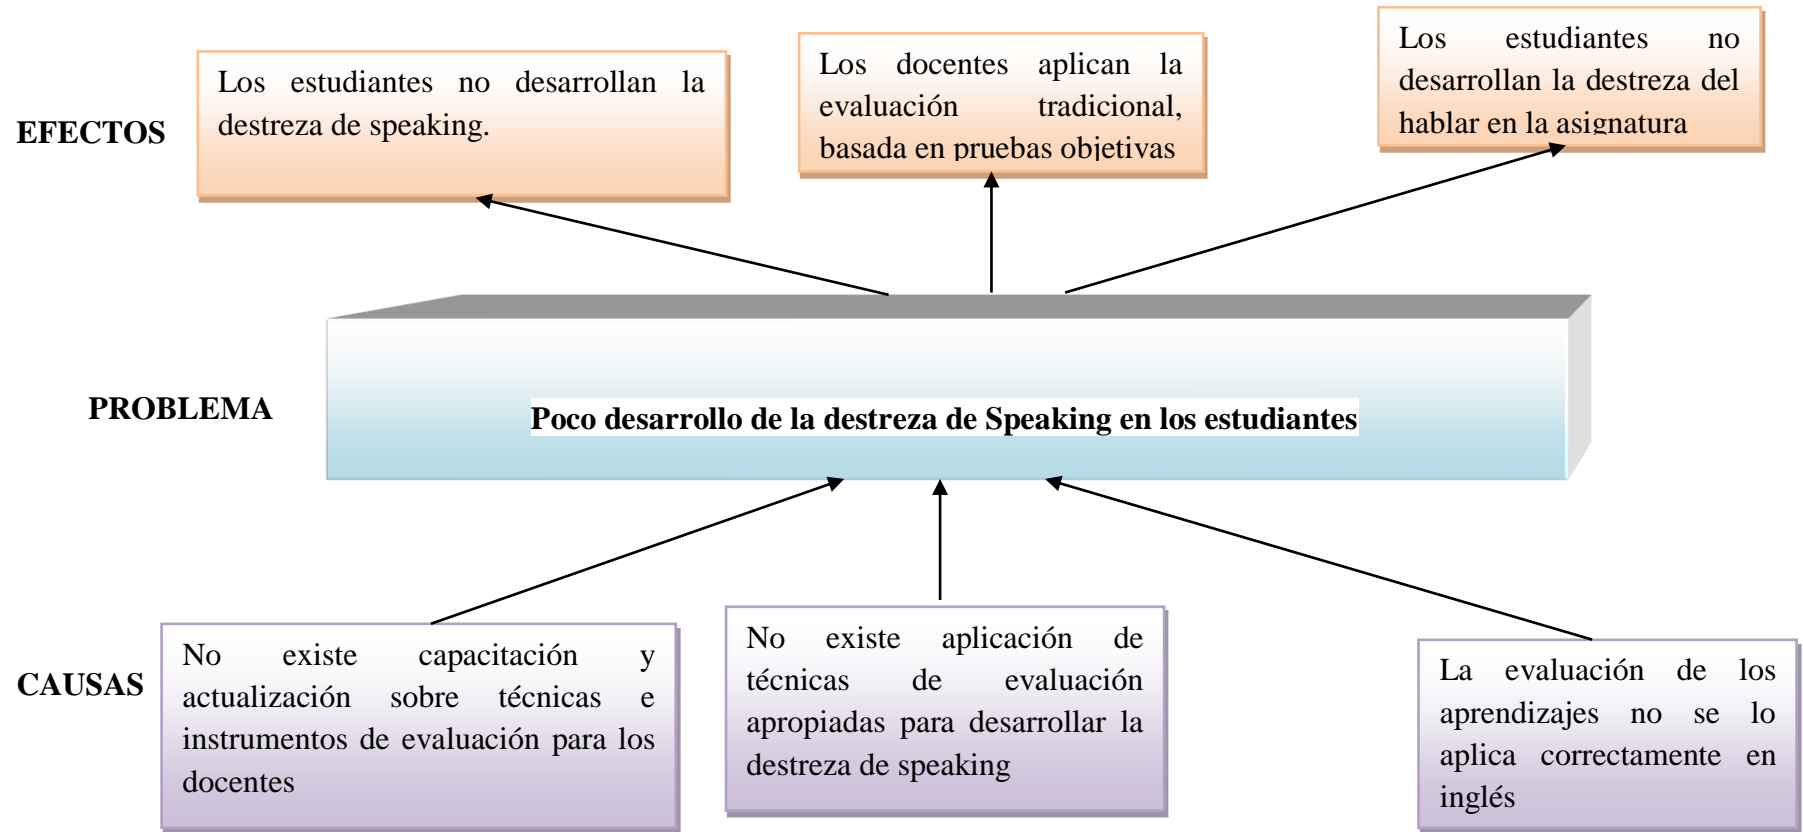 EFECTOS
Los estudiantes no desarrollan la
destreza de speaking.
Los docentes aplican la
evaluación tradicional,
basada en pruebas objetivas
Los estudiantes no
desarrollan la destreza del
hablar en la asignatura
PROBLEMA
Poco desarrollo de la destreza de Speaking en los estudiantes
CAUSAS
No existe capacitación y
actualización sobre técnicas e
instrumentos de evaluación para los
docentes
No existe aplicación de
técnicas de evaluación
apropiadas para desarrollar la
destreza de speaking
La evaluación de los
aprendizajes no se lo
aplica correctamente en
inglés